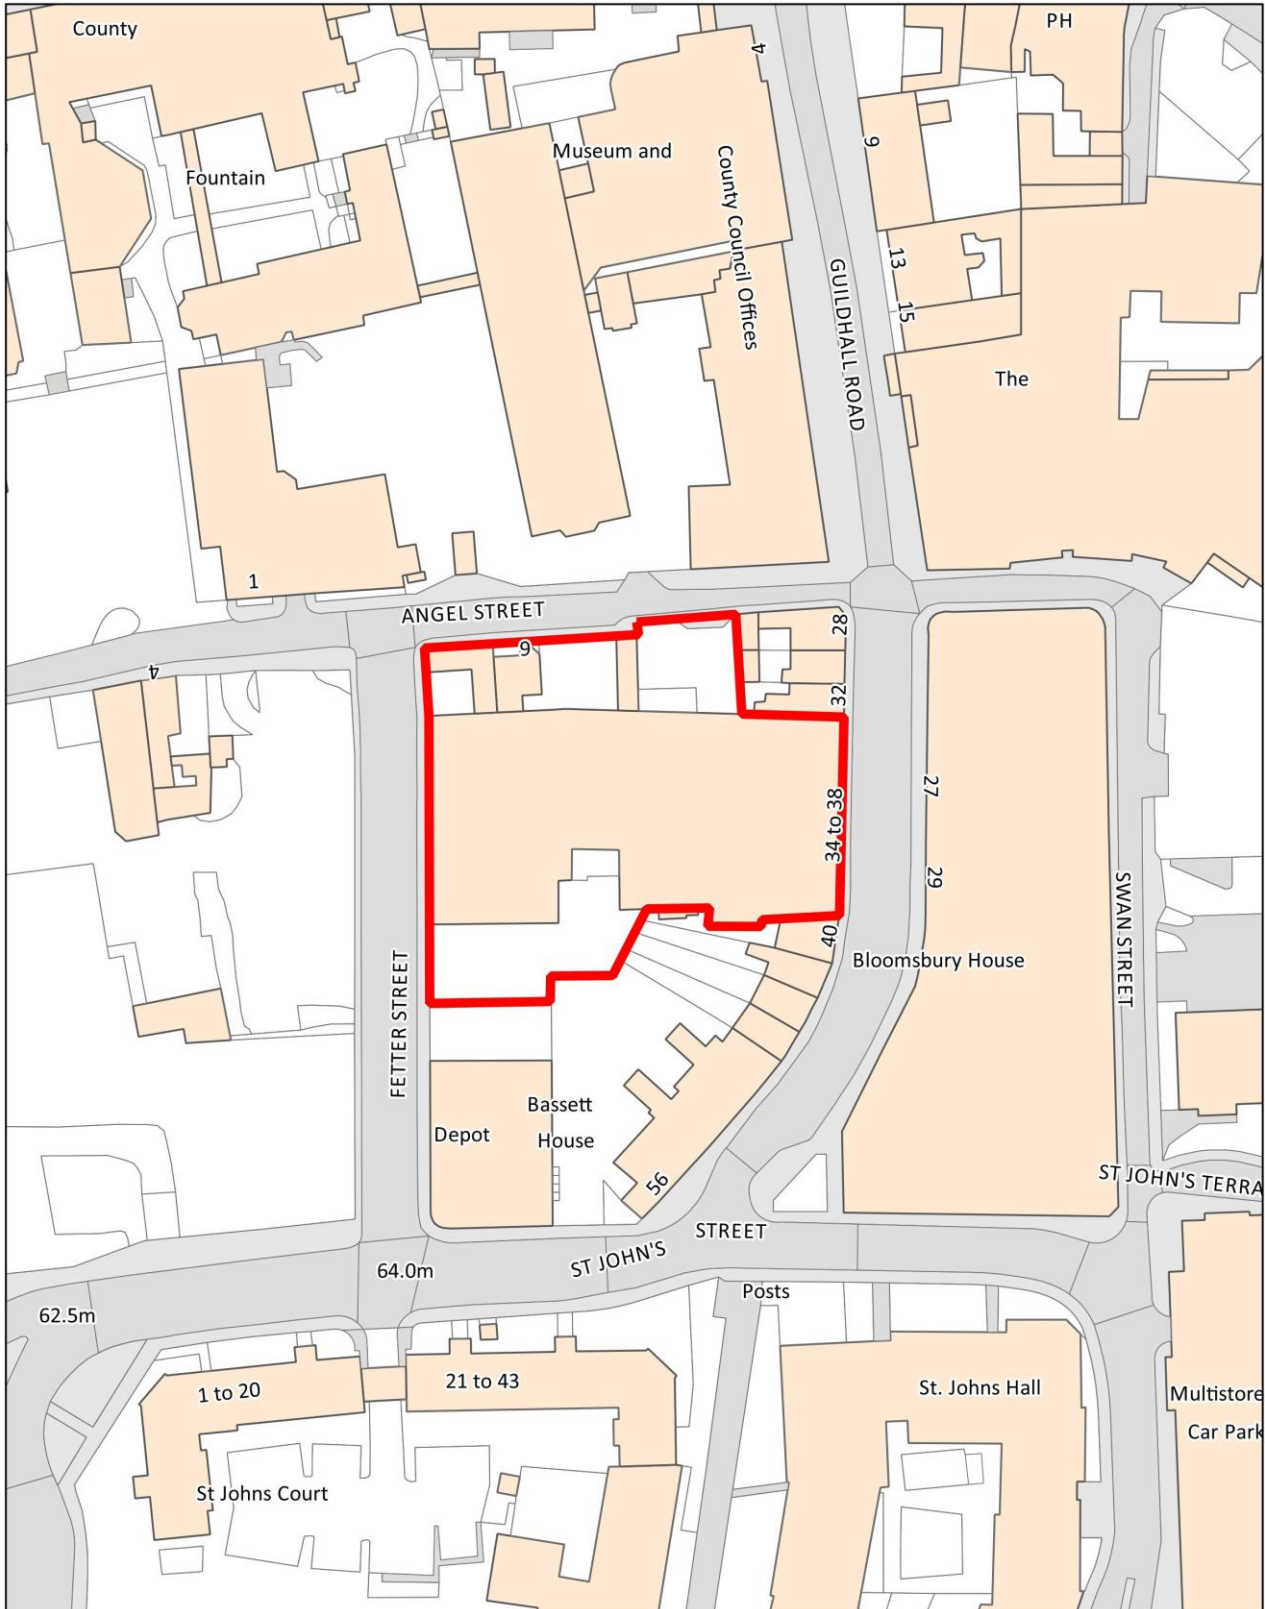 County
PH
4
Museum and
9
Fountain
County Council Offices
13
GUILDHALL ROAD
15
The
1
ANGEL STREET
28
9
4
32
27
34 to 38
29
SWAN STREET
40
Bloomsbury House
FETTER STREET
Bassett
House
Depot
ST JOHN'S TERRA
56
STREET
ST JOHN'S
64.0m
Posts
62.5m
1 to 20
21 to 43
St. Johns Hall
Multistore
Car Park
St Johns Court